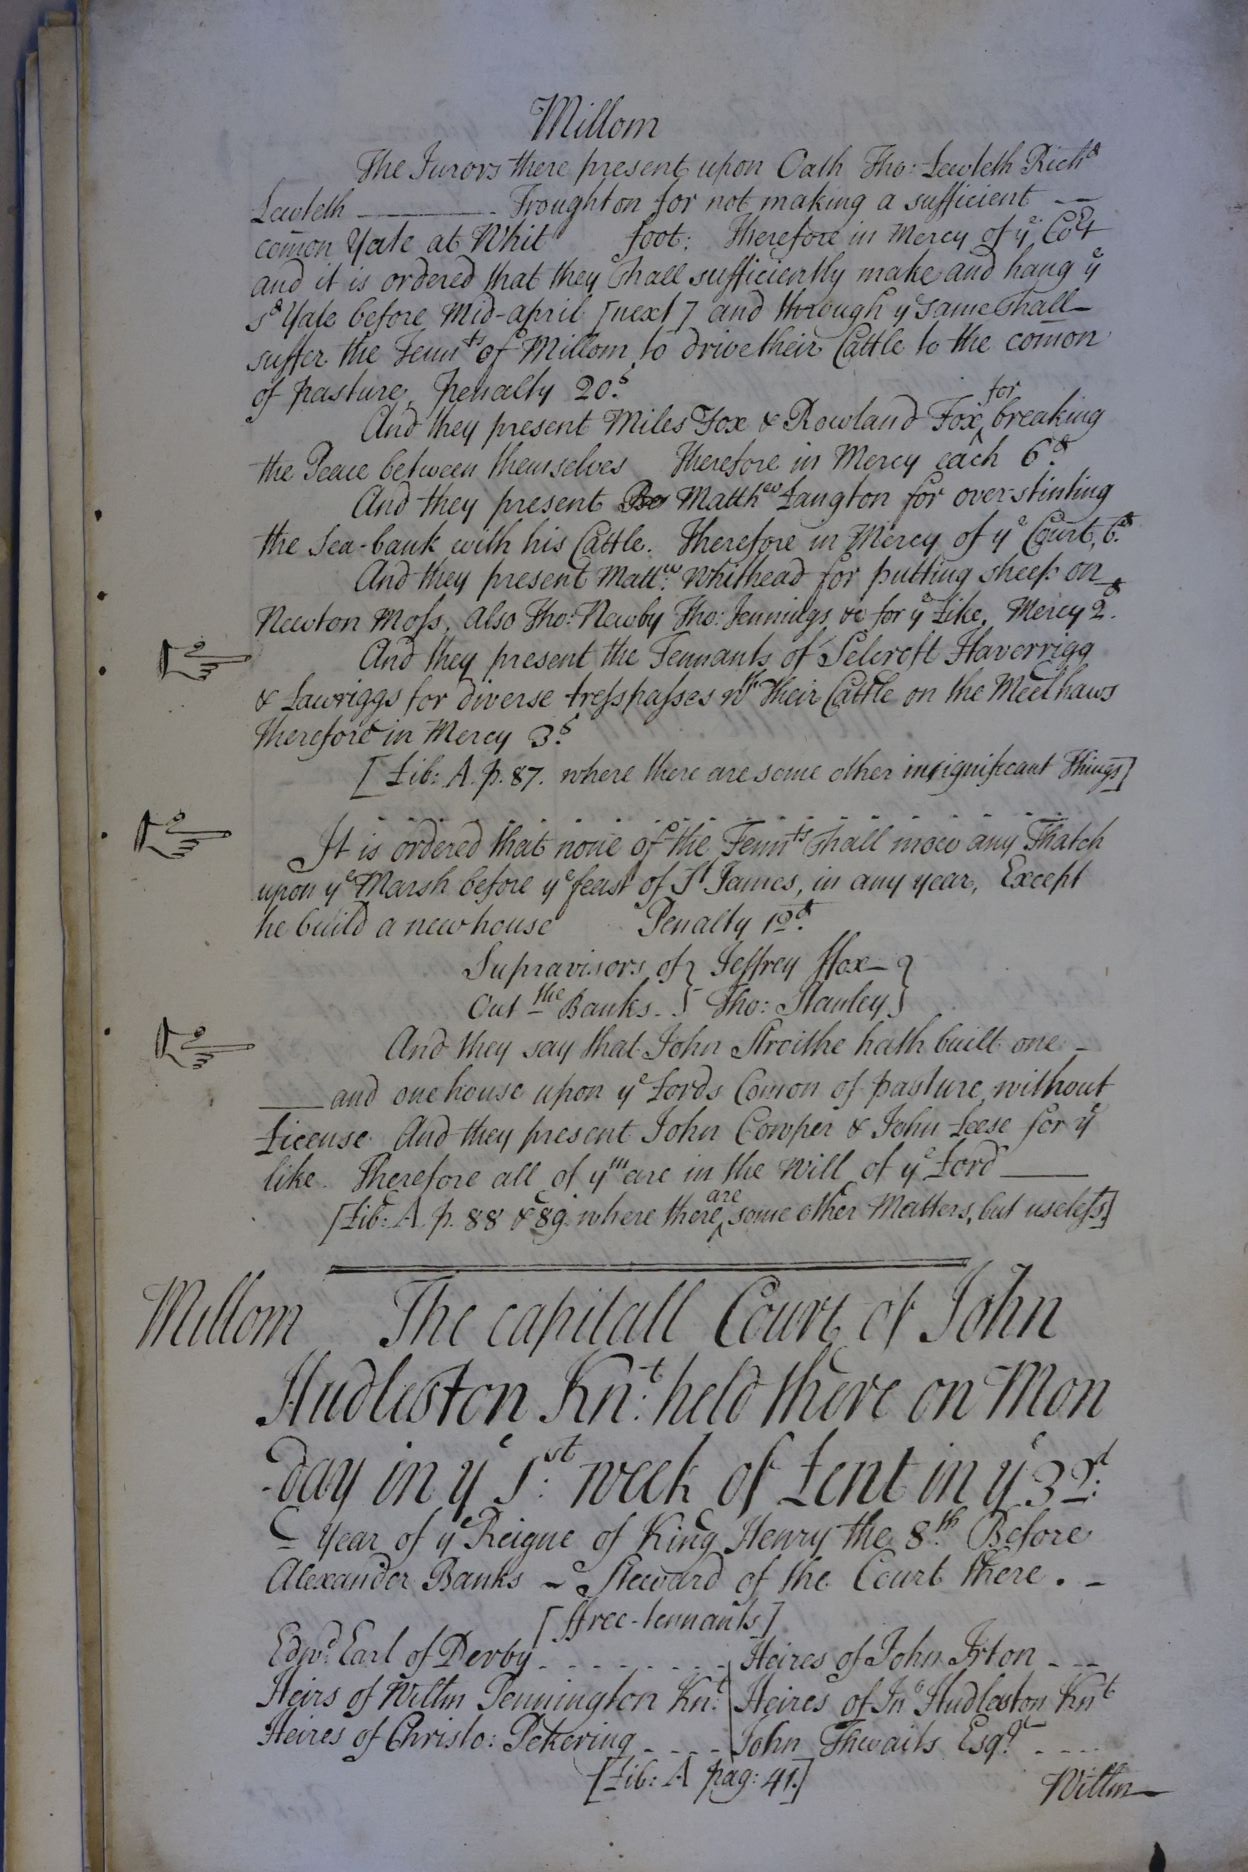 Millom
The Jurors there present upon Oath Tho: Lewteth Richd
Lewteth ———— Troughton for not making a sufficient —
com̄on Yate at Whit foot; Therefore in Mercy of ye Cort
and it is ordered that they shall sufficiently make and hang ye
sd Yate before Mid-april [next] and through ye same shall–
suffer the Tennts of Millom to drive their Cattle to the com̄on
of pasture, Penalty 20s.
And they present Miles Fox & Rowland Fox for breaking
the Peace between themselves Therefore in Mercy each 6d.
And they present Matthew Langton for over-stinting
the Sea-bank with his Cattle. Therefore in Mercy of ye Court, 6d.
And they present Mattw: Whithead for putting sheep on
Newton Moss, also Tho: Newby Tho: Jennings &c for ye Like, Mercy 2d.
And they present the Tennants of Selcroft Haverrigg
& Lawriggs for diverse tresspasses wth their Cattle on the Meelhaws
therefore in Mercy 3s.
[Lib: A. p. 87. where there are some other insignificant Things]
It is ordered that none of the Tennts shall mow any Thatch
upon ye Marsh before ye feast of St James, in any year, Except
he build a new house Penalty 12d.
Supravisors of } Jeffrey ffox– }
Out the Banks– } Tho: Stanley }
And they say that John Stroithe hath built one –
—— and one house upon ye Lords Com̄on of pasture without
License And they present John Cowper & John Leese for ye
like. Therefore all of ym are in the Will of ye Lord ——
[Lib: A. p. 88 & 89. where there are some other Matters, but useless.]
Millom The capitall Court of John
Hudleston Knt: held there on Mon
-day in ye 1st: week of Lent in ye 3rd:
– Year of ye Reigne of King Henry the 8th: Before
Alexander Banks – Steward of the Court there. –
[ffree-tennants]
Edwd: Earl of Derby - - - - - - - - Heires of John Irton - - -
Heirs of Willm Pennington Knt: Heires of Jno Hudleston Knt
Heires of Christo: Pekering - - - - John Thwaits Esqr - - - -
[Lib: A pag: 41.]
Willm—